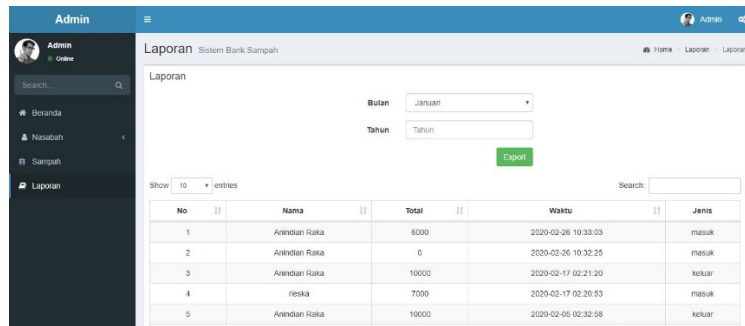 Admin
Admin
Admin
Online
Search...
Beranda
Nasabah
Sampah
Laporan
Laporan Sistem Bank Sampah
Home > Laporan > Laporan
Laporan
Bulan Januari
Tahun Tahun
Export
Show 10 entries
Search:
No Nama Total Waktu Jenis
1 Anindian Raka 6000 2020-02-26 10:33:03 masuk
2 Anindian Raka 0 2020-02-26 10:32:25 masuk
3 Anindian Raka 10000 2020-02-17 02:21:20 keluar
4 rieska 7000 2020-02-17 02:20:53 masuk
5 Anindian Raka 10000 2020-02-05 02:32:58 keluar